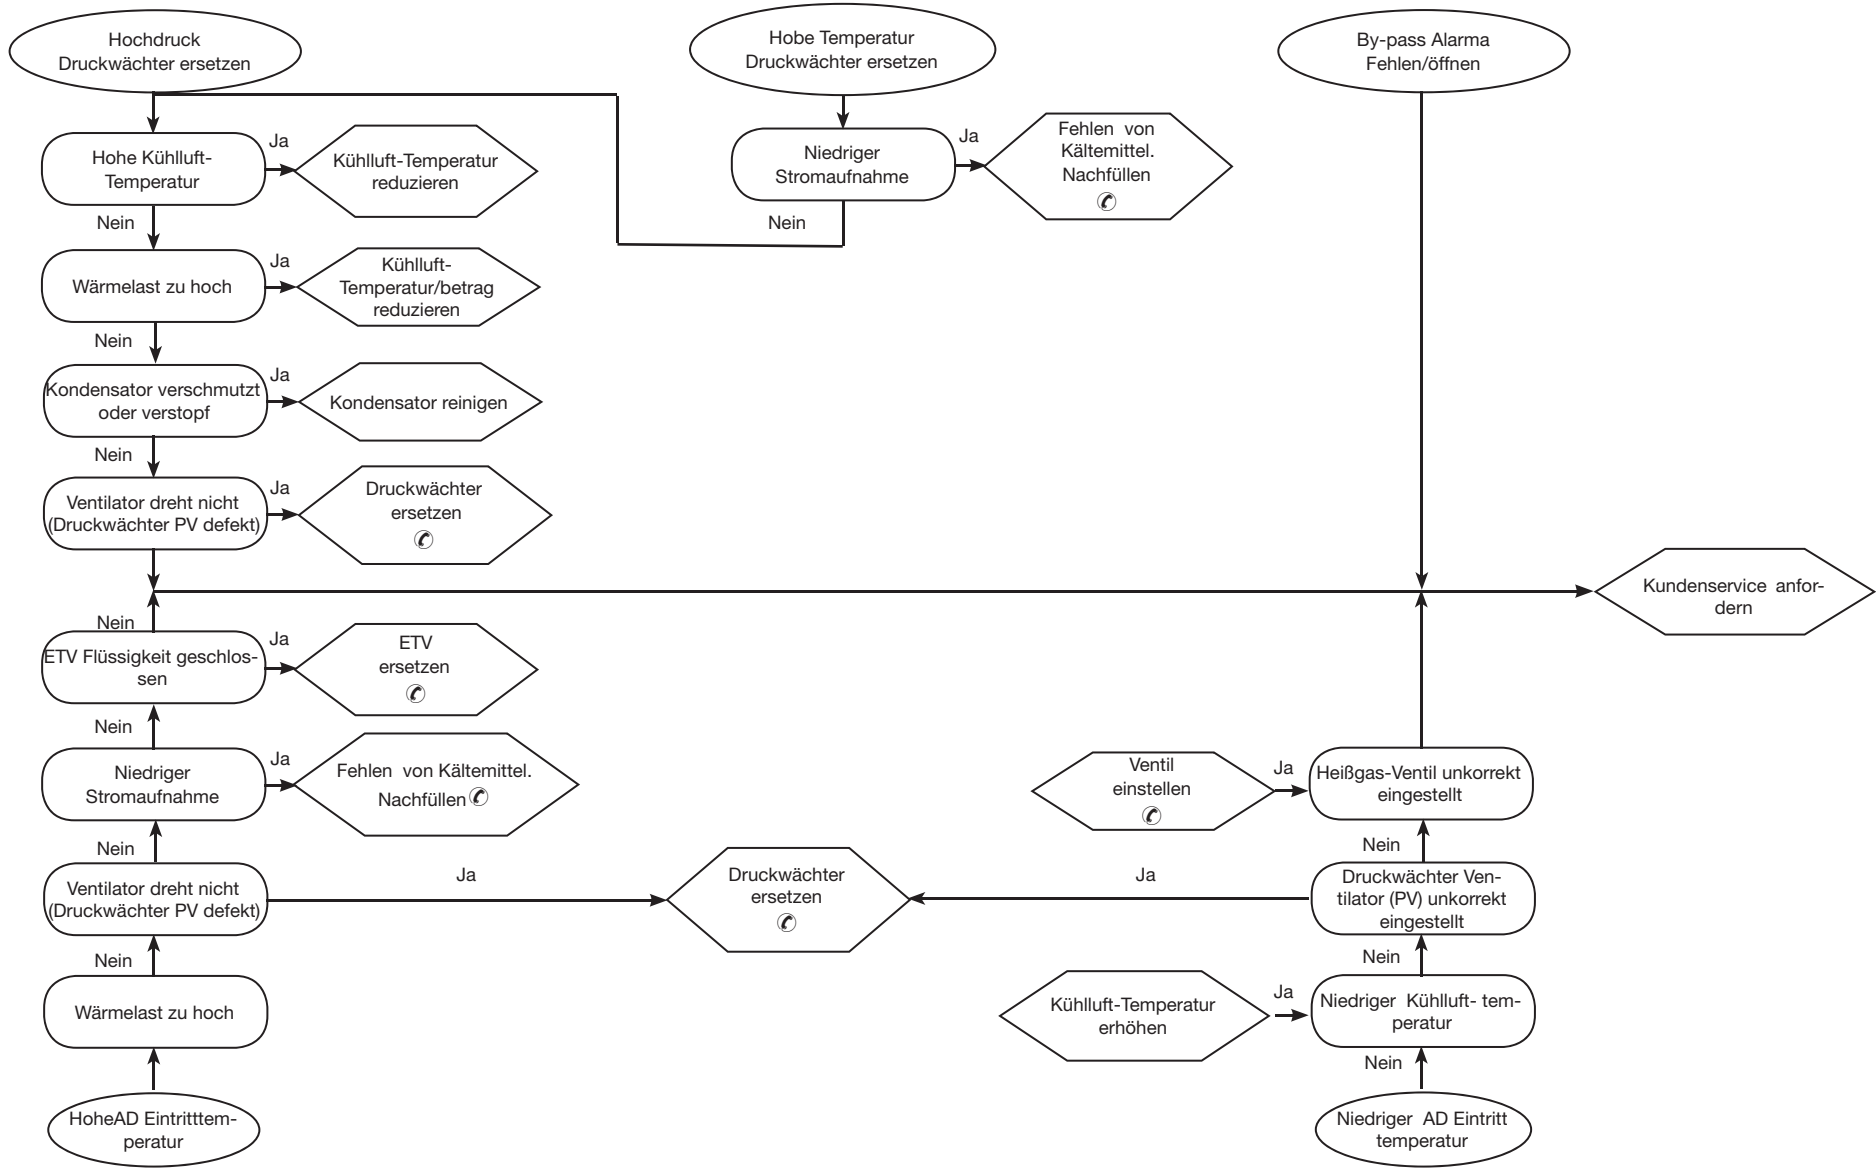 Hochdruck
Druckwächter ersetzen
Hobe Temperatur
Druckwächter ersetzen
By-pass Alarma
Fehlen/öffnen
Hohe Kühlluft-
Temperatur
Ja
Kühlluft-Temperatur
reduzieren
Niedriger
Stromaufnahme
Ja
Fehlen von
Kältemittel.
Nachfüllen
Nein
Nein
Wärmelast zu hoch
Ja
Kühlluft-
Temperatur/betrag
reduzieren
Nein
Kondensator verschmutzt
oder verstopf
Ja
Kondensator reinigen
Nein
Ventilator dreht nicht
(Druckwächter PV defekt)
Ja
Druckwächter
ersetzen
Kundenservice anfor-
dern
Nein
ETV Flüssigkeit geschlos-
sen
Ja
ETV
ersetzen
Nein
Niedriger
Stromaufnahme
Ja
Fehlen von Kältemittel.
Nachfüllen
Ventil
einstellen
Ja
Heißgas-Ventil unkorrekt
eingestellt
Nein
Nein
Ventilator dreht nicht
(Druckwächter PV defekt)
Ja
Druckwächter
ersetzen
Ja
Druckwächter Ven-
tilator (PV) unkorrekt
eingestellt
Nein
Nein
Wärmelast zu hoch
Kühlluft-Temperatur
erhöhen
Ja
Niedriger Kühlluft- tem-
peratur
Nein
HoheAD Eintritttem-
peratur
Niedriger AD Eintritt
temperatur